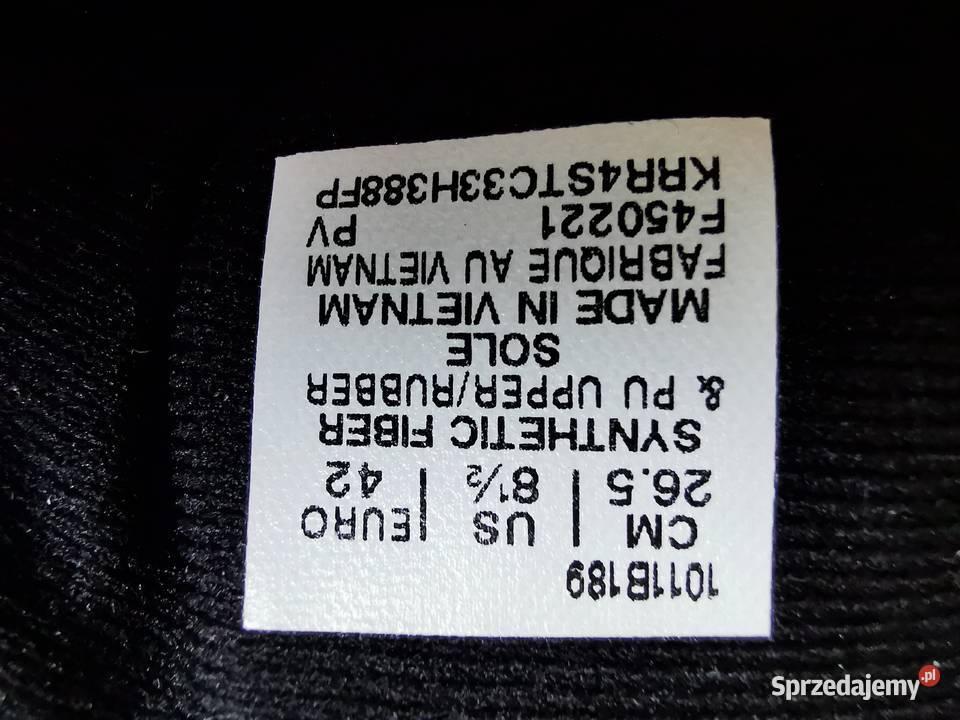 1011B189
CM | US | EURO
26.5 | 8½ | 42
SYNTHETIC FIBER
& PU UPPER/RUBBER
SOLE
MADE IN VIETNAM
FABRIQUE AU VIETNAM
F450221 PV
KRR4STC33H388FP
Sprzedajemy.pl